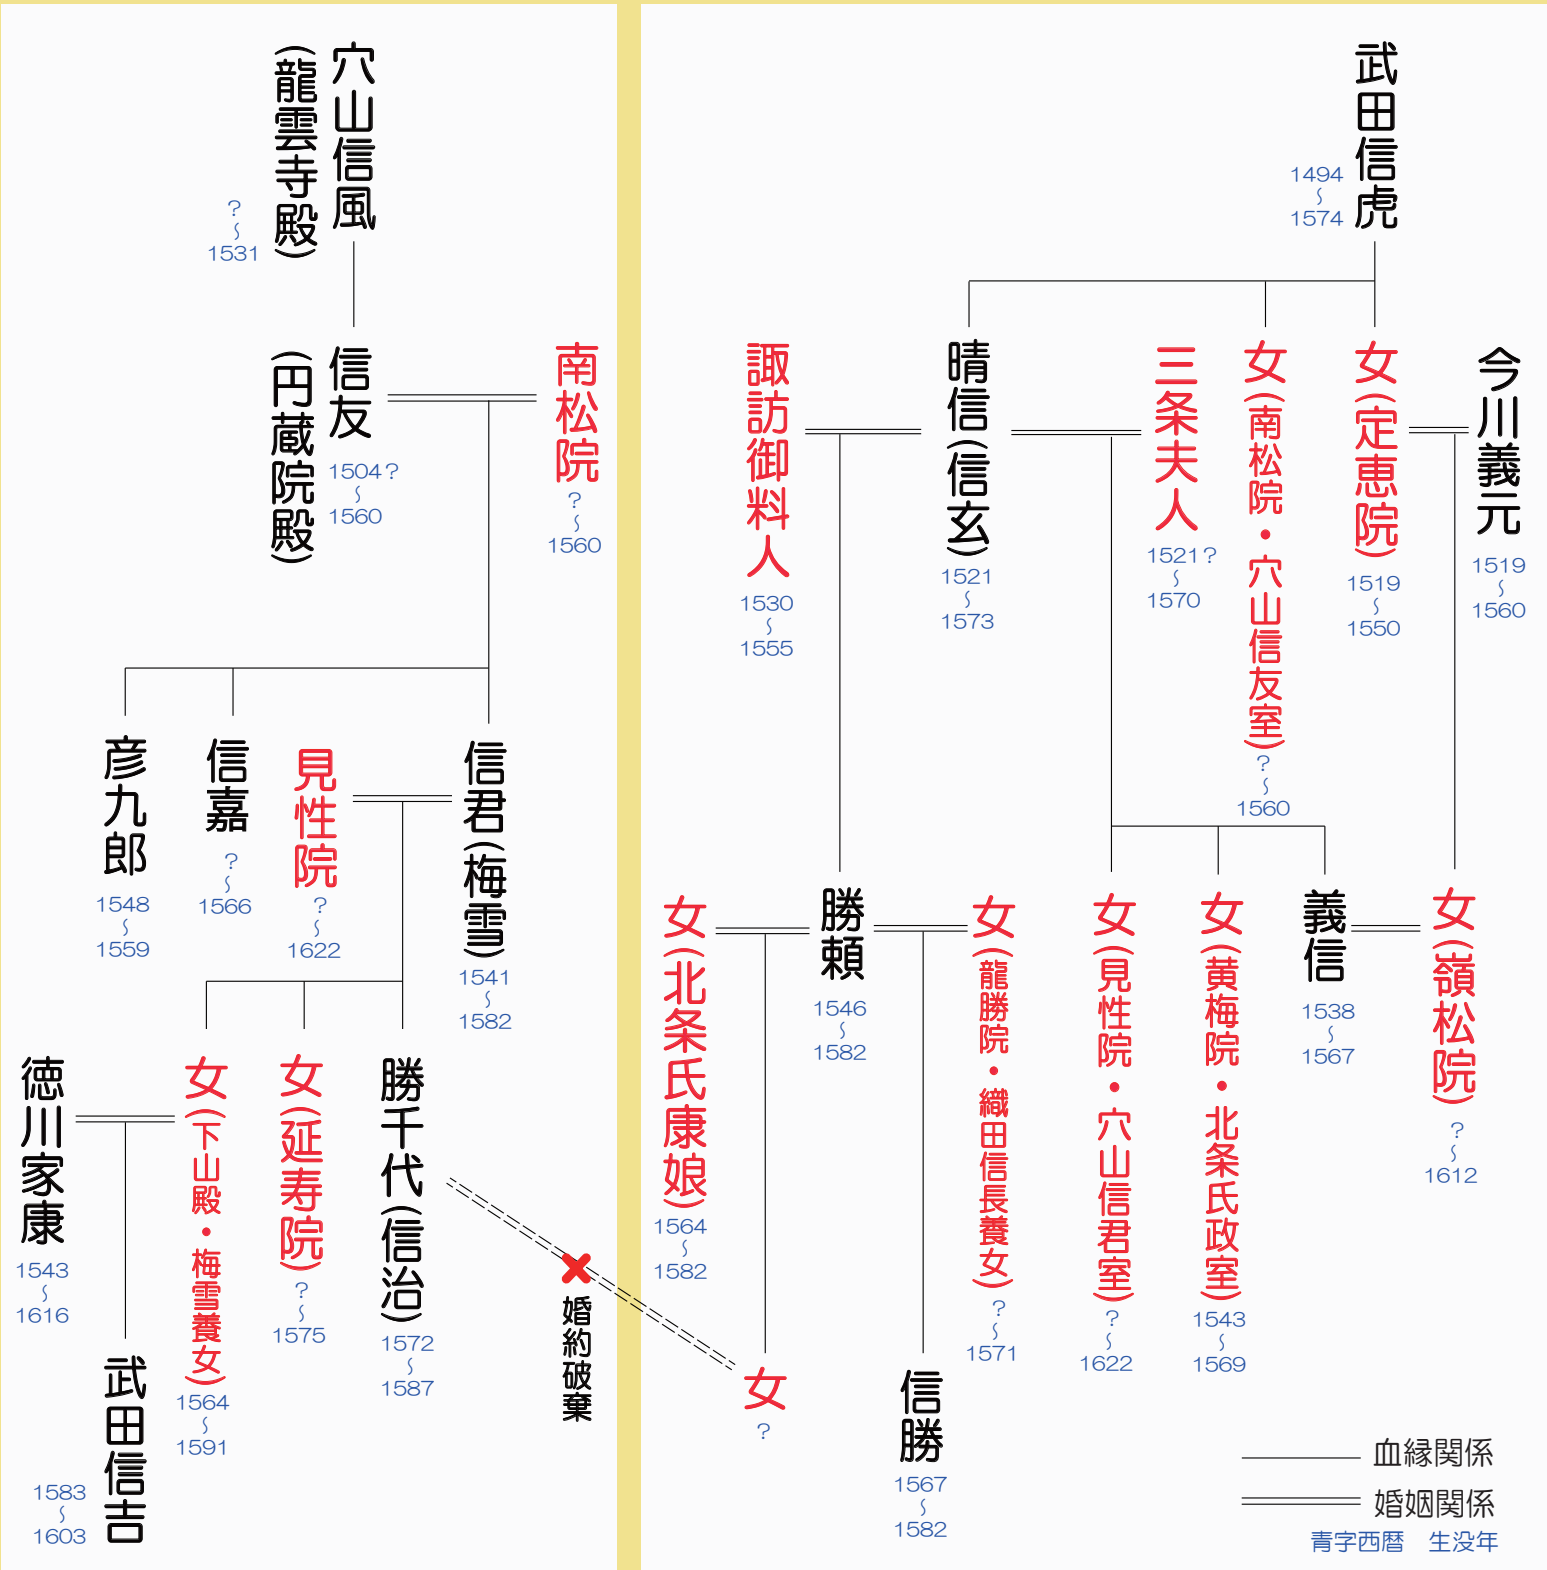 穴山信風
(龍雲寺殿)
?
〜
1531
信友
(円蔵院殿)
1504?
〜
1560
南松院
?
〜
1560
信君(梅雪)
1541
〜
1582
見性院
?
〜
1622
信嘉
?
〜
1566
彦九郎
1548
〜
1559
勝千代(信治)
1572
〜
1587
女(延寿院)
?
〜
1575
女(下山殿・梅雪養女)
1564
〜
1591
徳川家康
1543
〜
1616
武田信吉
1583
〜
1603
婚約破棄
武田信虎
1494
〜
1574
今川義元
1519
〜
1560
女(定恵院)
1519
〜
1550
女(南松院・穴山信友室)
?
〜
1560
三条夫人
1521?
〜
1570
晴信(信玄)
1521
〜
1573
諏訪御料人
1530
〜
1555
女(嶺松院)
?
〜
1612
義信
1538
〜
1567
女(黄梅院・北条氏政室)
1543
〜
1569
女(見性院・穴山信君室)
?
〜
1622
女(龍勝院・織田信長養女)
?
〜
1571
勝頼
1546
〜
1582
女(北条氏康娘)
1564
〜
1582
信勝
1567
〜
1582
女
?
血縁関係
婚姻関係
青字西暦　生没年